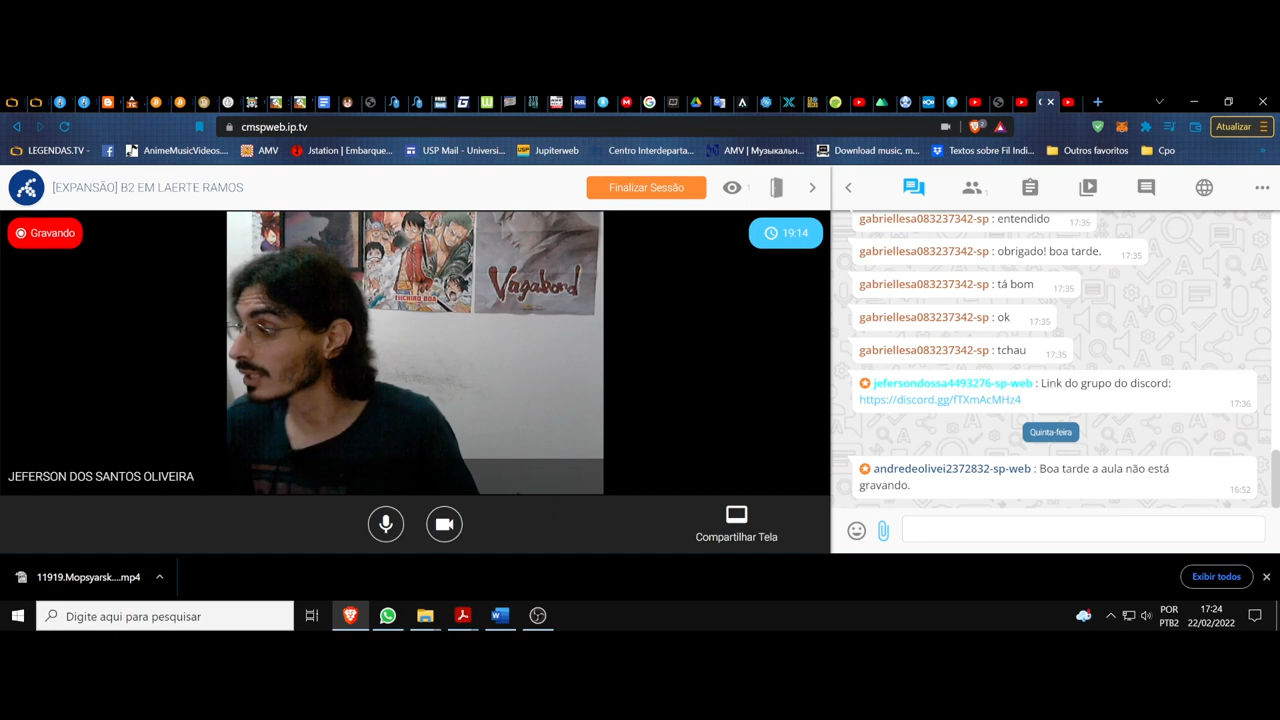 cmspweb.ip.tv
2
Atualizar
LEGENDAS.TV -
AnimeMusicVideos...
AMV
Jstation | Embarque...
USP Mail - Universi...
Jupiterweb
Centro Interdeparta...
AMV | Музыкальн...
Download music, m...
Textos sobre Fil Indi...
Outros favoritos
Cpo
[EXPANSÃO] B2 EM LAERTE RAMOS
Finalizar Sessão
1
1
Gravando
19:14
Vagabond
JEFERSON DOS SANTOS OLIVEIRA
Compartilhar Tela
gabriellesa083237342-sp : entendido
17:35
gabriellesa083237342-sp : obrigado! boa tarde.
17:35
gabriellesa083237342-sp : tá bom
17:35
gabriellesa083237342-sp : ok
17:35
gabriellesa083237342-sp : tchau
17:35
jefersondossa4493276-sp-web : Link do grupo do discord:
https://discord.gg/fTXmAcMHz4
17:36
Quinta-feira
andredeolivei2372832-sp-web : Boa tarde a aula não está
gravando.
16:52
11919.Mopsyarsk....mp4
Exibir todos
Digite aqui para pesquisar
POR
PTB2
17:24
22/02/2022